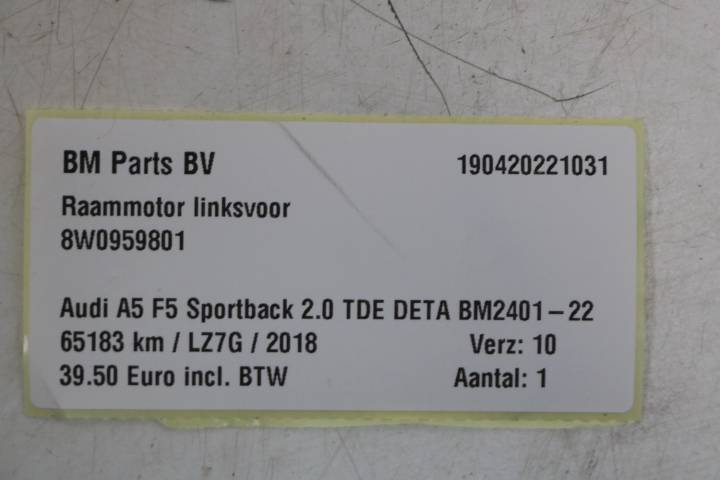 BM Parts BV 190420221031
Raammotor linksvoor
8W0959801
Audi A5 F5 Sportback 2.0 TDE DETA BM2401-22
65183 km / LZ7G / 2018 Verz: 10
39.50 Euro incl. BTW Aantal: 1